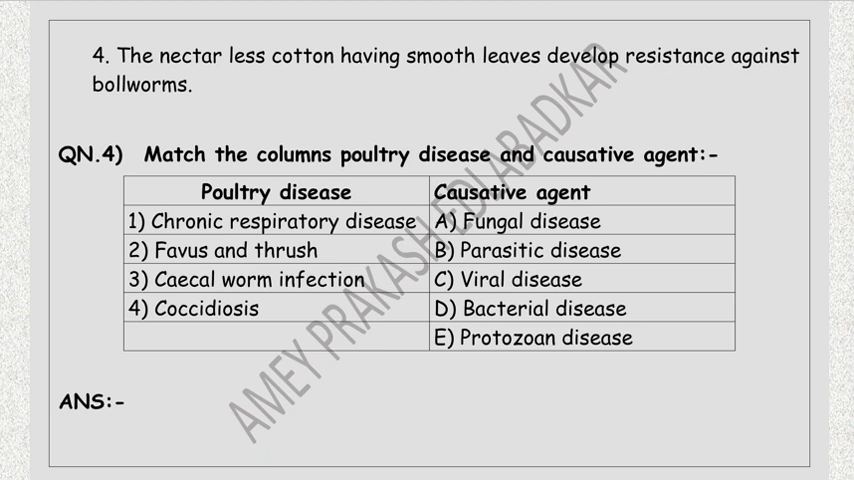 4. The nectar less cotton having smooth leaves develop resistance against
bollworms.
QN.4) Match the columns poultry disease and causative agent:-
Poultry disease Causative agent
1) Chronic respiratory disease A) Fungal disease
2) Favus and thrush B) Parasitic disease
3) Caecal worm infection C) Viral disease
4) Coccidiosis D) Bacterial disease
E) Protozoan disease
ANS:-
AMEY PRAKASH EDLABADKAR